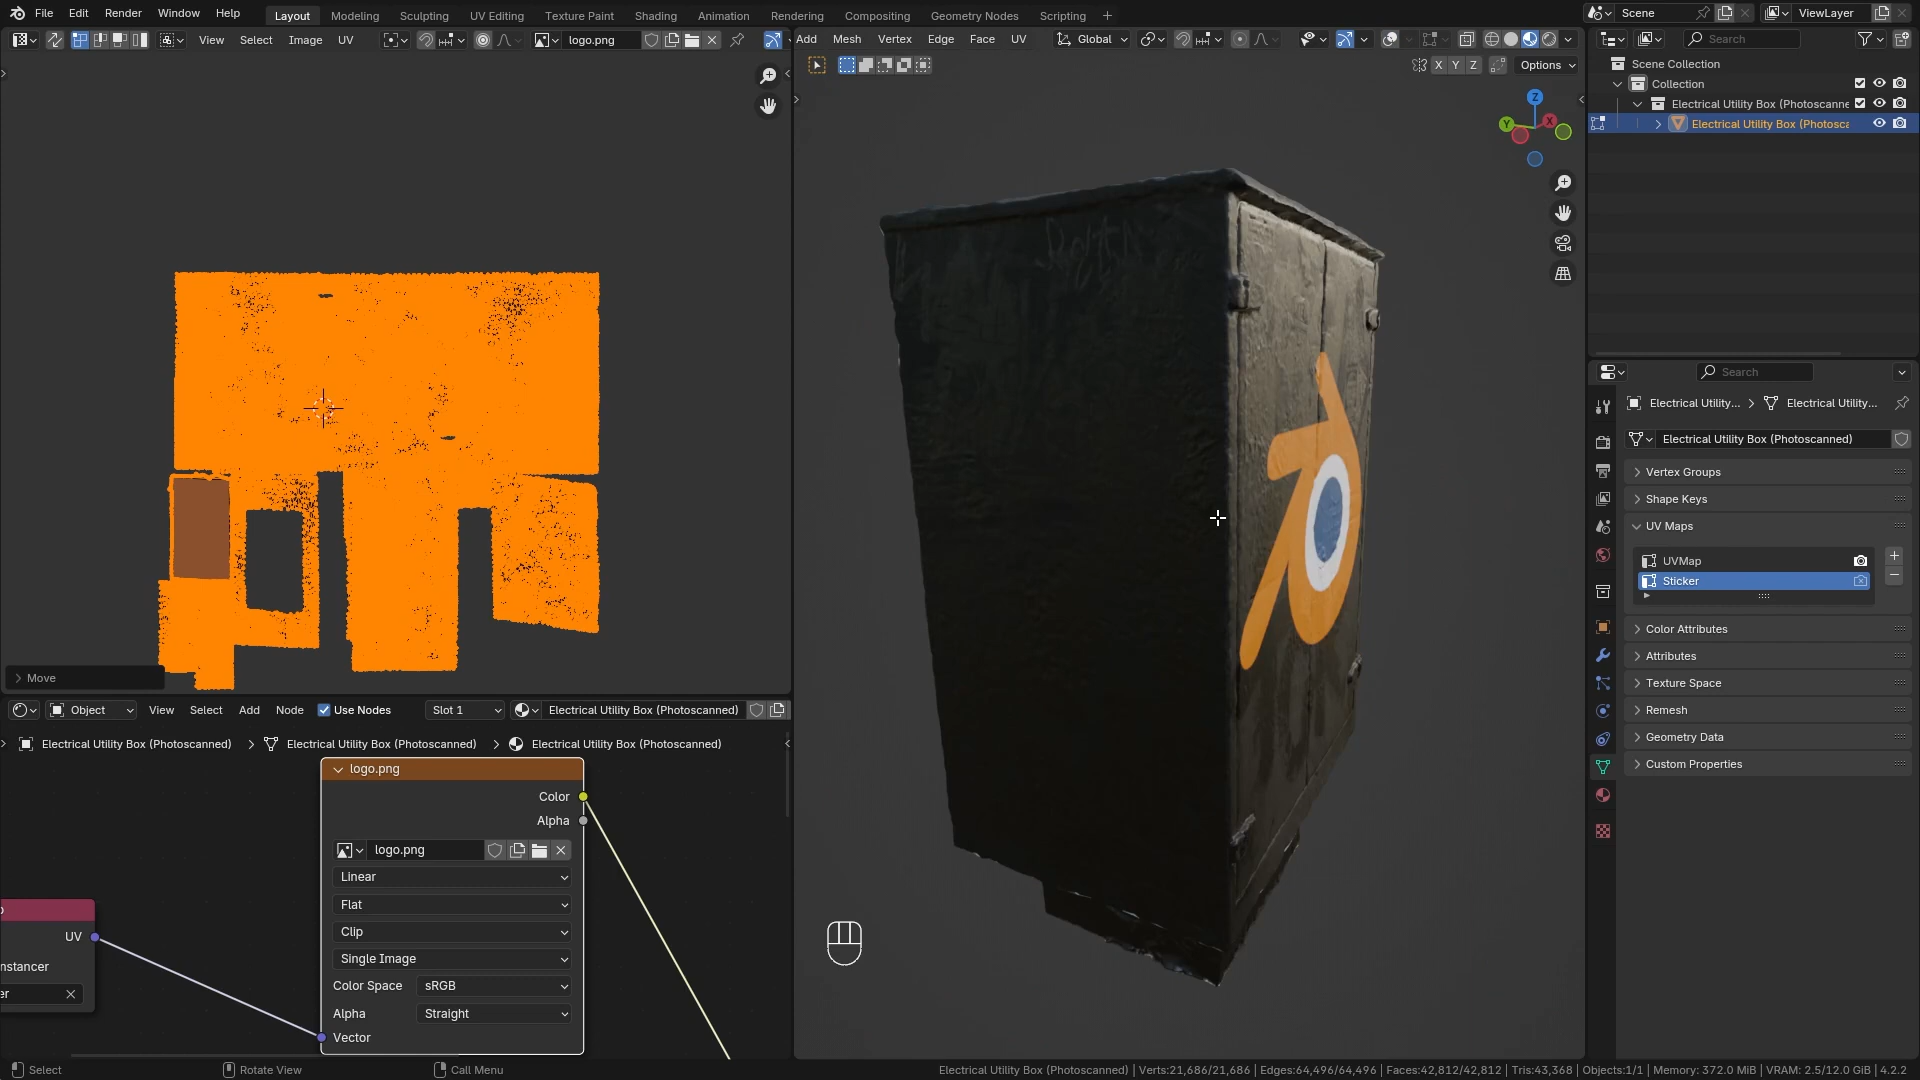 File Edit Render Window Help Layout Modeling Sculpting UV Editing Texture Paint Shading Animation Rendering Compositing Geometry Nodes Scripting + Scene ViewLayer
View Select Image UV logo.png
Add Mesh Vertex Edge Face UV Global
Search
X Y Z Options
Scene Collection
Collection
Electrical Utility Box (Photoscanne
Electrical Utility Box (Photosca
Z
Y
X
Search
Electrical Utility... > Electrical Utility...
Electrical Utility Box (Photoscanned)
Vertex Groups
Shape Keys
UV Maps
UVMap
Sticker
Color Attributes
Attributes
Texture Space
Remesh
Geometry Data
Custom Properties
Move
Object View Select Add Node Use Nodes Slot 1 Electrical Utility Box (Photoscanned)
Electrical Utility Box (Photoscanned) > Electrical Utility Box (Photoscanned) > Electrical Utility Box (Photoscanned)
logo.png
Color
Alpha
logo.png
Linear
Flat
Clip
Single Image
Color Space sRGB
Alpha Straight
Vector
UV
nstancer
er
Select Rotate View Call Menu
Electrical Utility Box (Photoscanned) | Verts:21,686/21,686 | Edges:64,496/64,496 | Faces:42,812/42,812 | Tris:43,368 | Objects:1/1 | Memory: 372.0 MiB | VRAM: 2.5/12.0 GiB | 4.2.2